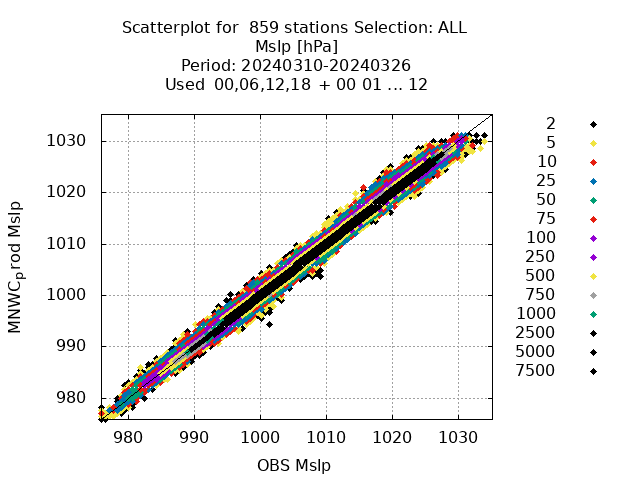 Scatterplot for  859 stations Selection: ALL
Mslp [hPa]
Period: 20240310-20240326
Used  00,06,12,18 + 00 01 ... 12
MNWC_prod Mslp
1030
1020
1010
1000
990
980
980 990 1000 1010 1020 1030
OBS Mslp
2
5
10
25
50
75
100
250
500
750
1000
2500
5000
7500